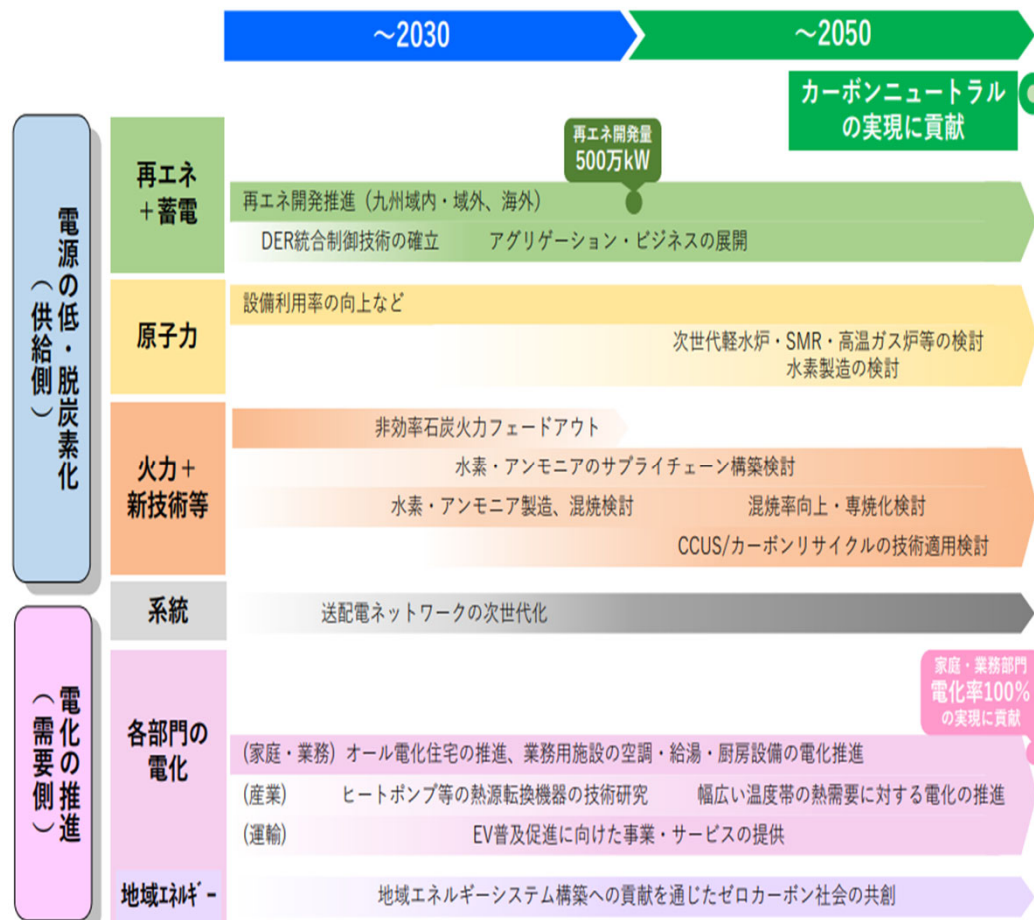 ～2030
～2050
カーボンニュートラル
の実現に貢献
電源の低・脱炭素化
（供給側）
再エネ
＋蓄電
再エネ開発量
500万kW
再エネ開発推進（九州域内・域外、海外）
DER統合制御技術の確立
アグリゲーション・ビジネスの展開
原子力
設備利用率の向上など
次世代軽水炉・SMR・高温ガス炉等の検討
水素製造の検討
火力＋
新技術等
非効率石炭火力フェードアウト
水素・アンモニアのサプライチェーン構築検討
水素・アンモニア製造、混焼検討
混焼率向上・専焼化検討
CCUS/カーボンリサイクルの技術適用検討
系統
送配電ネットワークの次世代化
電化の推進
（需要側）
各部門の
電化
家庭・業務部門
電化率100%
の実現に貢献
(家庭・業務) オール電化住宅の推進、業務用施設の空調・給湯・厨房設備の電化推進
(産業)
ヒートポンプ等の熱源転換機器の技術研究
幅広い温度帯の熱需要に対する電化の推進
(運輸)
EV普及促進に向けた事業・サービスの提供
地域ｴﾈﾙｷﾞｰ
地域エネルギーシステム構築への貢献を通じたゼロカーボン社会の共創